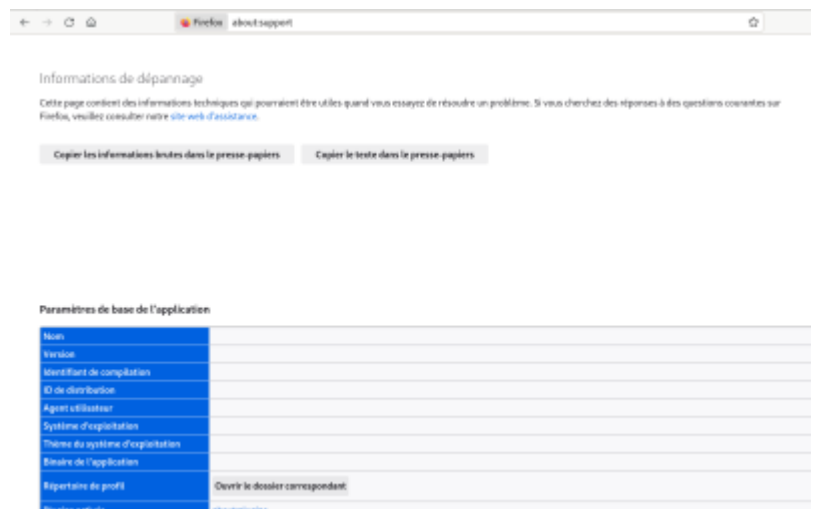 Firefox about:support
Informations de dépannage
Cette page contient des informations techniques qui pourraient être utiles quand vous essayez de résoudre un problème. Si vous cherchez des réponses à des questions courantes sur
Firefox, veuillez consulter notre site web d'assistance.
Copier les informations brutes dans le presse-papiers Copier le texte dans le presse-papiers
Paramètres de base de l'application
Nom
Version
Identifiant de compilation
ID de distribution
Agent utilisateur
Système d'exploitation
Thème du système d'exploitation
Binaire de l'application
Répertoire de profil Ouvrir le dossier correspondant